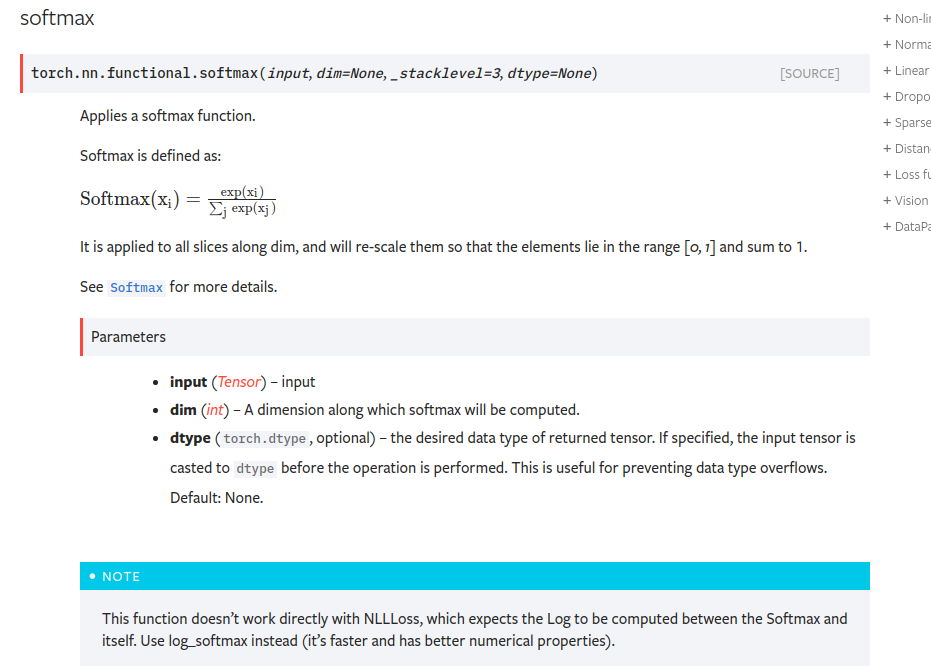 softmax
torch.nn.functional.softmax(input, dim=None, _stacklevel=3, dtype=None)
[SOURCE]
Applies a softmax function.
Softmax is defined as:
Softmax(xᵢ) = exp(xᵢ) / ∑ⱼ exp(xⱼ)
It is applied to all slices along dim, and will re-scale them so that the elements lie in the range [0, 1] and sum to 1.
See Softmax for more details.
Parameters
• input (Tensor) – input
• dim (int) – A dimension along which softmax will be computed.
• dtype (torch.dtype, optional) – the desired data type of returned tensor. If specified, the input tensor is
casted to dtype before the operation is performed. This is useful for preventing data type overflows.
Default: None.
• NOTE
This function doesn't work directly with NLLLoss, which expects the Log to be computed between the Softmax and
itself. Use log_softmax instead (it's faster and has better numerical properties).
+ Non-li
+ Norma
+ Linear
+ Dropo
+ Sparse
+ Distan
+ Loss fu
+ Vision
+ DataPa